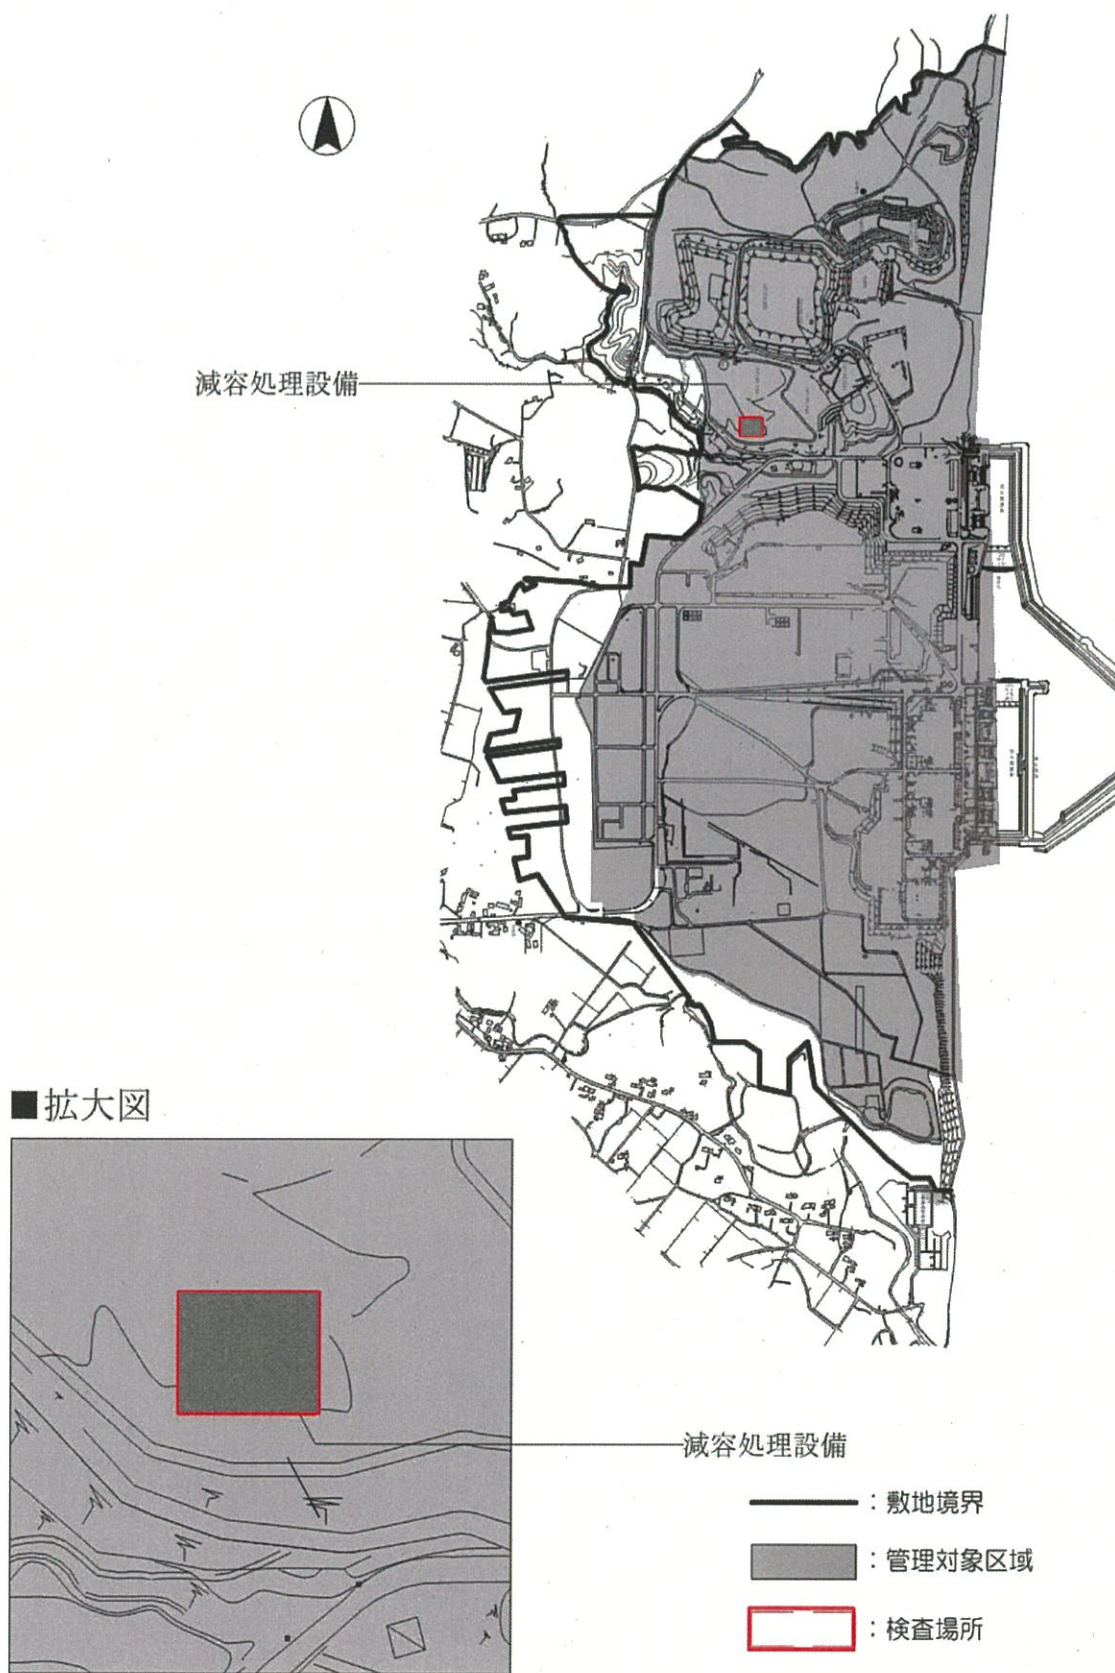 減容処理設備
■拡大図
減容処理設備
：敷地境界
：管理対象区域
：検査場所